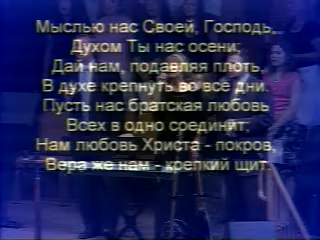 Мыслью нас Своей, Господь,
Духом Ты нас осени;
Дай нам, подавляя плоть,
В духе крепнуть во все дни.
Пусть нас братская любовь
Всех в одно соединит;
Нам любовь Христа - покров,
Вера же нам - крепкий щит.